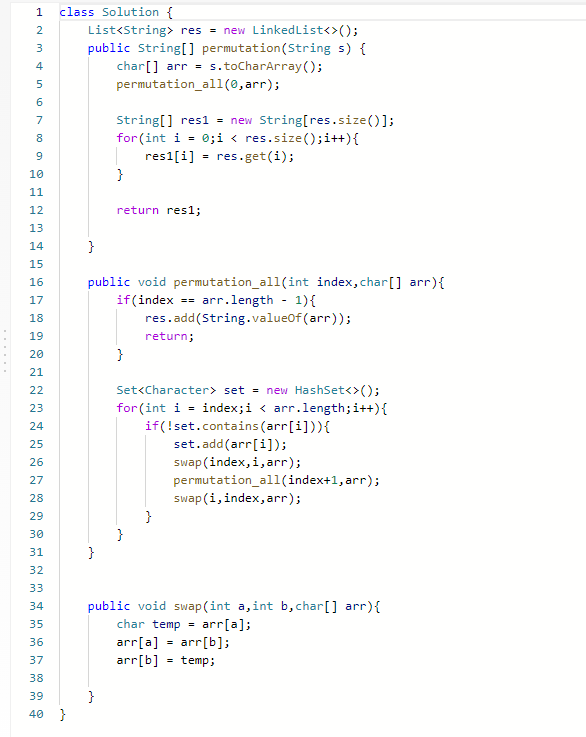 1 class Solution {
2     List<String> res = new LinkedList<>();
3     public String[] permutation(String s) {
4         char[] arr = s.toCharArray();
5         permutation_all(0,arr);
6
7         String[] res1 = new String[res.size()];
8         for(int i = 0;i < res.size();i++){
9             res1[i] = res.get(i);
10         }
11
12         return res1;
13
14     }
15
16     public void permutation_all(int index,char[] arr){
17         if(index == arr.length - 1){
18             res.add(String.valueOf(arr));
19             return;
20         }
21
22         Set<Character> set = new HashSet<>();
23         for(int i = index;i < arr.length;i++){
24             if(!set.contains(arr[i])){
25                 set.add(arr[i]);
26                 swap(index,i,arr);
27                 permutation_all(index+1,arr);
28                 swap(i,index,arr);
29             }
30         }
31     }
32
33
34     public void swap(int a,int b,char[] arr){
35         char temp = arr[a];
36         arr[a] = arr[b];
37         arr[b] = temp;
38
39     }
40 }